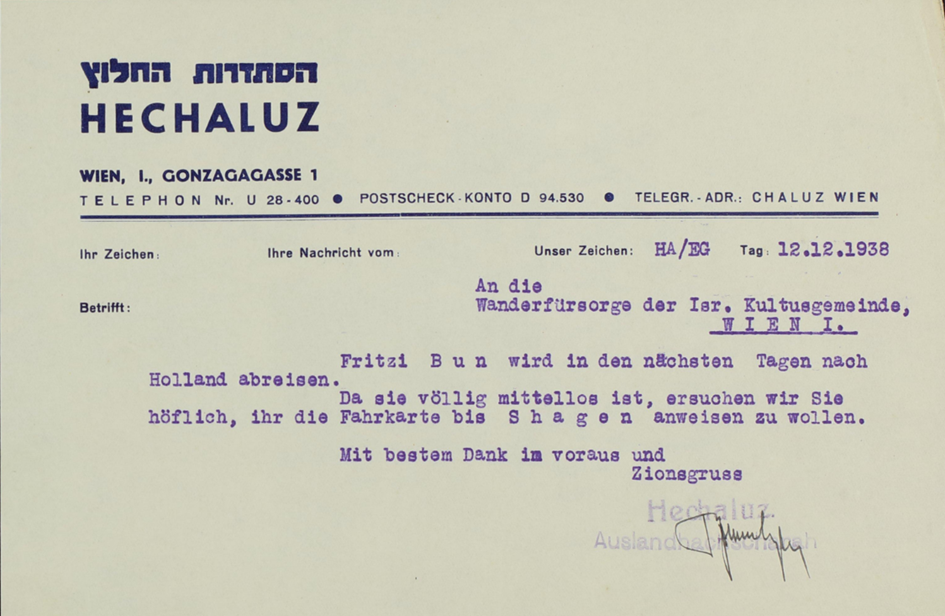 הסתדרות החלוץ
HECHALUZ
WIEN, I., GONZAGAGASSE 1
TELEPHON Nr. U 28-400 ● POSTSCHECK-KONTO D 94.530 ● TELEGR.-ADR.: CHALUZ WIEN
Ihr Zeichen: Ihre Nachricht vom: Unser Zeichen: HA/EG Tag: 12.12.1938
An die
Betrifft: Wanderfürsorge der Isr. Kultusgemeinde,
W I E N I.
Fritzi B u n wird in den nächsten Tagen nach
Holland abreisen.
Da sie völlig mittellos ist, ersuchen wir Sie
höflich, ihr die Fahrkarte bis S h a g e n anweisen zu wollen.
Mit bestem Dank im voraus und
Zionsgruss
Hechaluz.